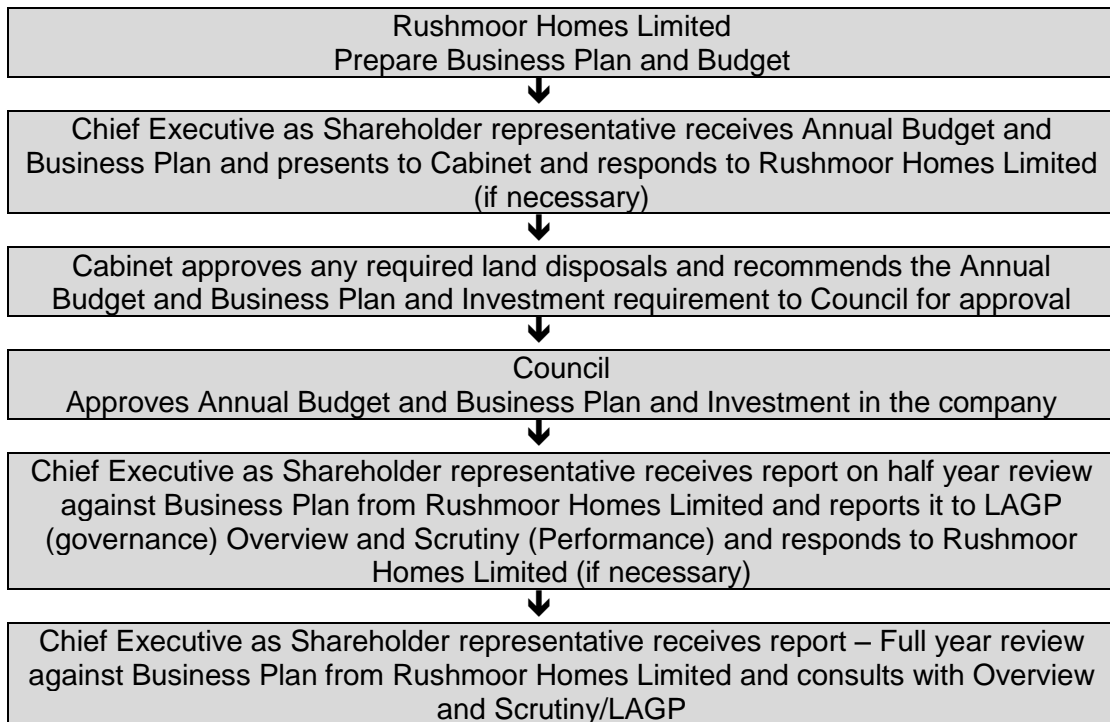 Rushmoor Homes Limited
Prepare Business Plan and Budget
Chief Executive as Shareholder representative receives Annual Budget and
Business Plan and presents to Cabinet and responds to Rushmoor Homes Limited
(if necessary)
Cabinet approves any required land disposals and recommends the Annual
Budget and Business Plan and Investment requirement to Council for approval
Council
Approves Annual Budget and Business Plan and Investment in the company
Chief Executive as Shareholder representative receives report on half year review
against Business Plan from Rushmoor Homes Limited and reports it to LAGP
(governance) Overview and Scrutiny (Performance) and responds to Rushmoor
Homes Limited (if necessary)
Chief Executive as Shareholder representative receives report – Full year review
against Business Plan from Rushmoor Homes Limited and consults with Overview
and Scrutiny/LAGP